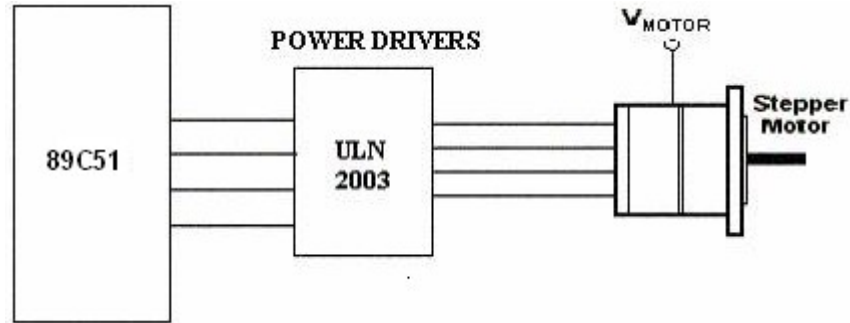 POWER DRIVERS
VMOTOR
Stepper
Motor
89C51
ULN
2003